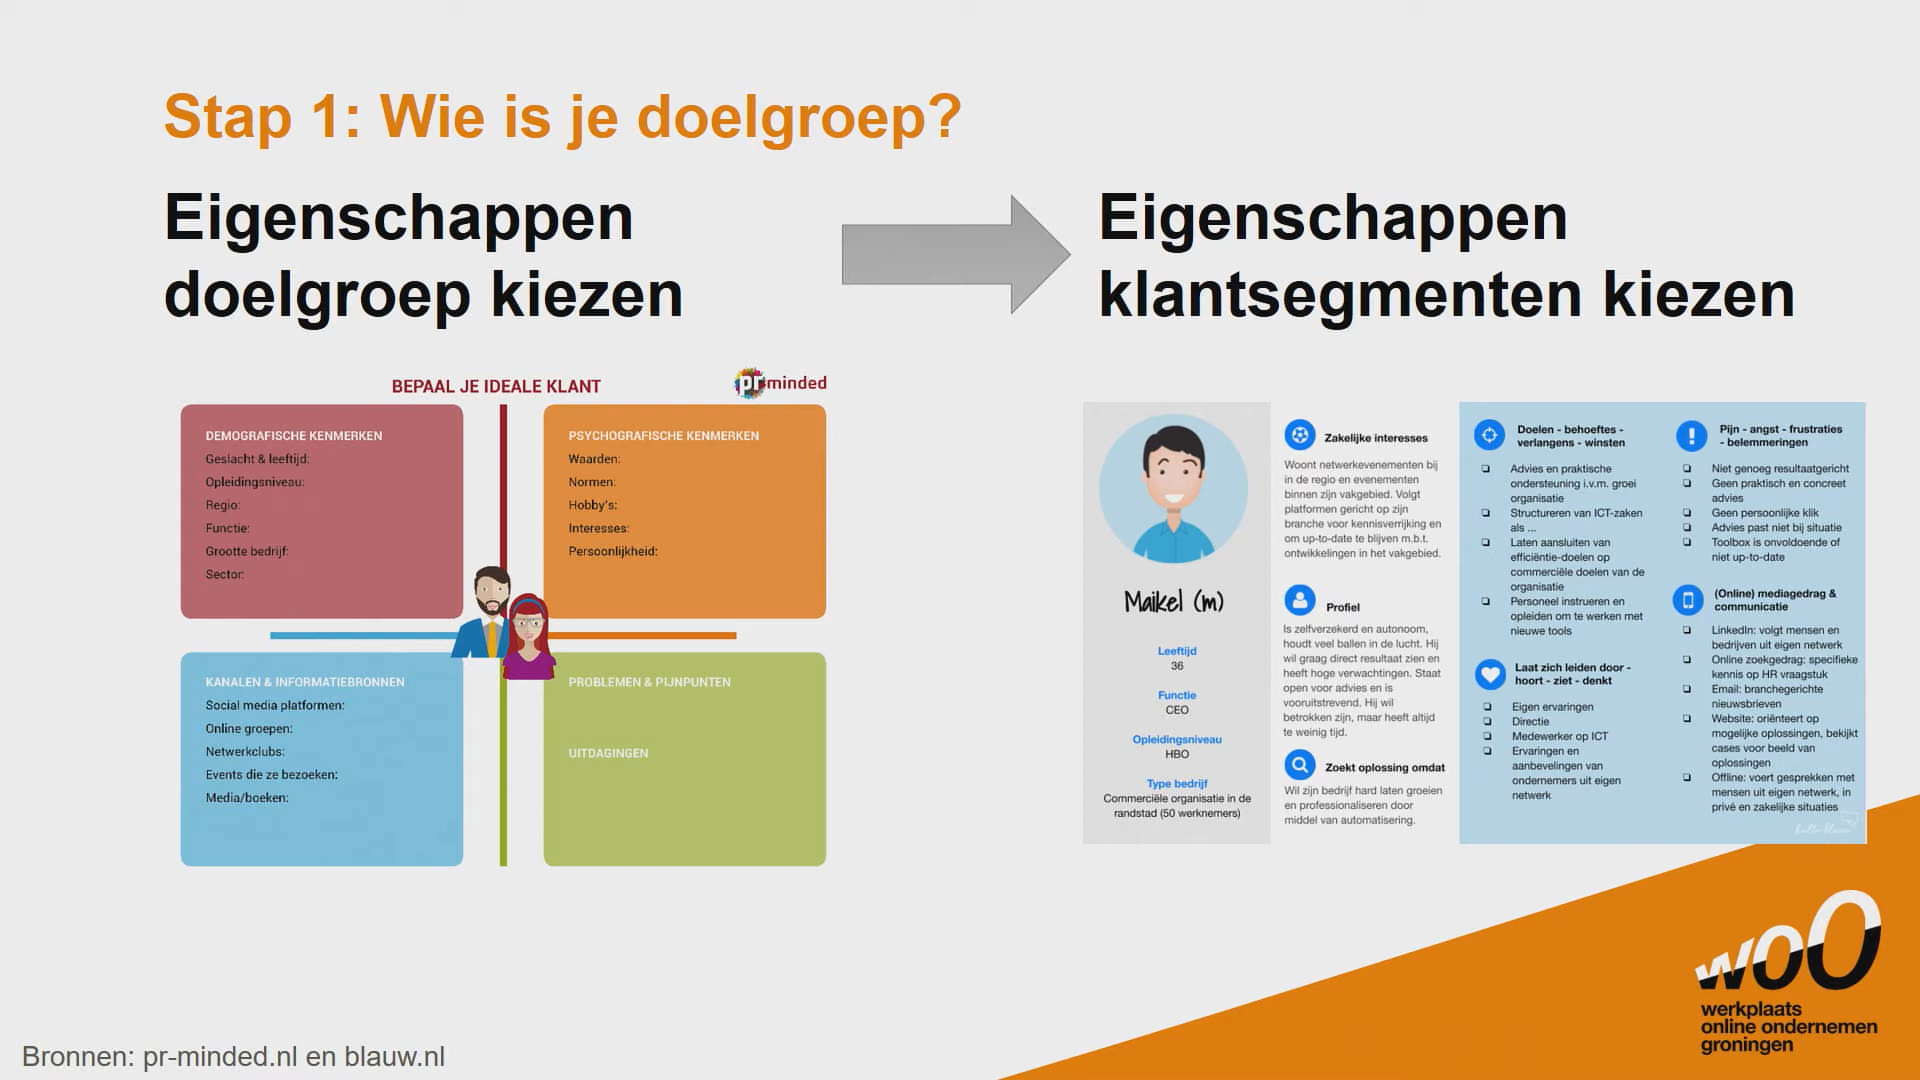 Stap 1: Wie is je doelgroep?
Eigenschappen
doelgroep kiezen
Eigenschappen
klantsegmenten kiezen
BEPAAL JE IDEALE KLANT
prminded
DEMOGRAFISCHE KENMERKEN
Geslacht & leeftijd:
Opleidingsniveau:
Regio:
Functie:
Grootte bedrijf:
Sector:
PSYCHOGRAFISCHE KENMERKEN
Waarden:
Normen:
Hobby's:
Interesses:
Persoonlijkheid:
KANALEN & INFORMATIEBRONNEN
Social media platformen:
Online groepen:
Netwerkclubs:
Events die ze bezoeken:
Media/boeken:
PROBLEMEN & PIJNPUNTEN
UITDAGINGEN
Maikel (m)
Leeftijd
36
Functie
CEO
Opleidingsniveau
HBO
Type bedrijf
Commerciële organisatie in de
randstad (50 werknemers)
Zakelijke interesses
Woont netwerkevenementen bij
in de regio en evenementen
binnen zijn vakgebied. Volgt
platformen gericht op zijn
branche voor kennisverrijking en
om up-to-date te blijven m.b.t.
ontwikkelingen in het vakgebied.
Profiel
Is zelfverzekerd en autonoom,
houdt veel ballen in de lucht. Hij
wil graag direct resultaat zien en
heeft hoge verwachtingen. Staat
open voor advies en is
vooruitstrevend. Hij wil
betrokken zijn, maar heeft altijd
te weinig tijd.
Zoekt oplossing omdat
Wil zijn bedrijf hard laten groeien
en professionaliseren door
middel van automatisering.
Doelen - behoeftes -
verlangens - winsten
Advies en praktische
ondersteuning i.v.m. groei
organisatie
Structureren van ICT-zaken
als ...
Laten aansluiten van
efficiëntie-doelen op
commerciële doelen van de
organisatie
Personeel instrueren en
opleiden om te werken met
nieuwe tools
Laat zich leiden door -
hoort - ziet - denkt
Eigen ervaringen
Directie
Medewerker op ICT
Ervaringen en
aanbevelingen van
ondernemers uit eigen
netwerk
Pijn - angst - frustraties
- belemmeringen
Niet genoeg resultaatgericht
Geen praktisch en concreet
advies
Geen persoonlijke klik
Advies past niet bij situatie
Toolbox is onvoldoende of
niet up-to-date
(Online) mediagedrag &
communicatie
LinkedIn: volgt mensen en
bedrijven uit eigen netwerk
Online zoekgedrag: specifieke
kennis op HR vraagstuk
Email: branchegerichte
nieuwsbrieven
Website: oriënteert op
mogelijke oplossingen, bekijkt
cases voor beeld van
oplossingen
Offline: voert gesprekken met
mensen uit eigen netwerk, in
privé en zakelijke situaties
woO
werkplaats
online ondernemen
groningen
Bronnen: pr-minded.nl en blauw.nl